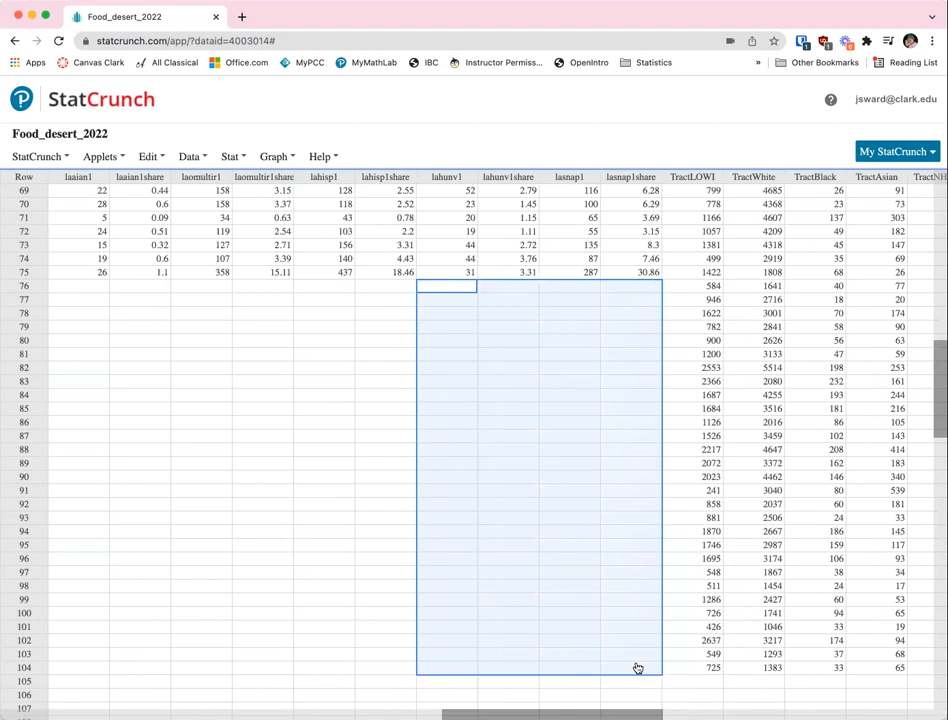 Food_desert_2022
statcrunch.com/app/?dataid=4003014#
1 1 6
Apps Canvas Clark All Classical Office.com MyPCC MyMathLab IBC Instructor Permiss... OpenIntro Statistics » Other Bookmarks Reading List
P StatCrunch ? jsward@clark.edu
Food_desert_2022
StatCrunch Applets Edit Data Stat Graph Help My StatCrunch
Row laaian1 laaian1share laomultir1 laomultir1share lahisp1 lahisp1share lahunv1 lahunv1share lasnap1 lasnap1share TractLOWI TractWhite TractBlack TractAsian TractNH
69 22 0.44 158 3.15 128 2.55 52 2.79 116 6.28 799 4685 26 91
70 28 0.6 158 3.37 118 2.52 23 1.45 100 6.29 778 4368 23 73
71 5 0.09 34 0.63 43 0.78 20 1.15 65 3.69 1166 4607 137 303
72 24 0.51 119 2.54 103 2.2 19 1.11 55 3.15 1057 4209 49 182
73 15 0.32 127 2.71 156 3.31 44 2.72 135 8.3 1381 4318 45 147
74 19 0.6 107 3.39 140 4.43 44 3.76 87 7.46 499 2919 35 69
75 26 1.1 358 15.11 437 18.46 31 3.31 287 30.86 1422 1808 68 26
76 584 1641 40 77
77 946 2716 18 20
78 1622 3001 70 174
79 782 2841 58 90
80 900 2626 56 63
81 1200 3133 47 59
82 2553 5514 198 253
83 2366 2080 232 161
84 1687 4255 193 244
85 1684 3516 181 216
86 1126 2016 86 105
87 1526 3459 102 143
88 2217 4647 208 414
89 2072 3372 162 183
90 2023 4462 146 340
91 241 3040 80 539
92 858 2037 60 181
93 881 2506 24 33
94 1870 2667 186 145
95 1746 2987 159 117
96 1695 3174 106 93
97 548 1867 38 34
98 511 1454 24 17
99 1286 2427 60 53
100 726 1741 94 65
101 426 1046 33 19
102 2637 3217 174 94
103 549 1293 37 68
104 725 1383 33 65
105
106
107